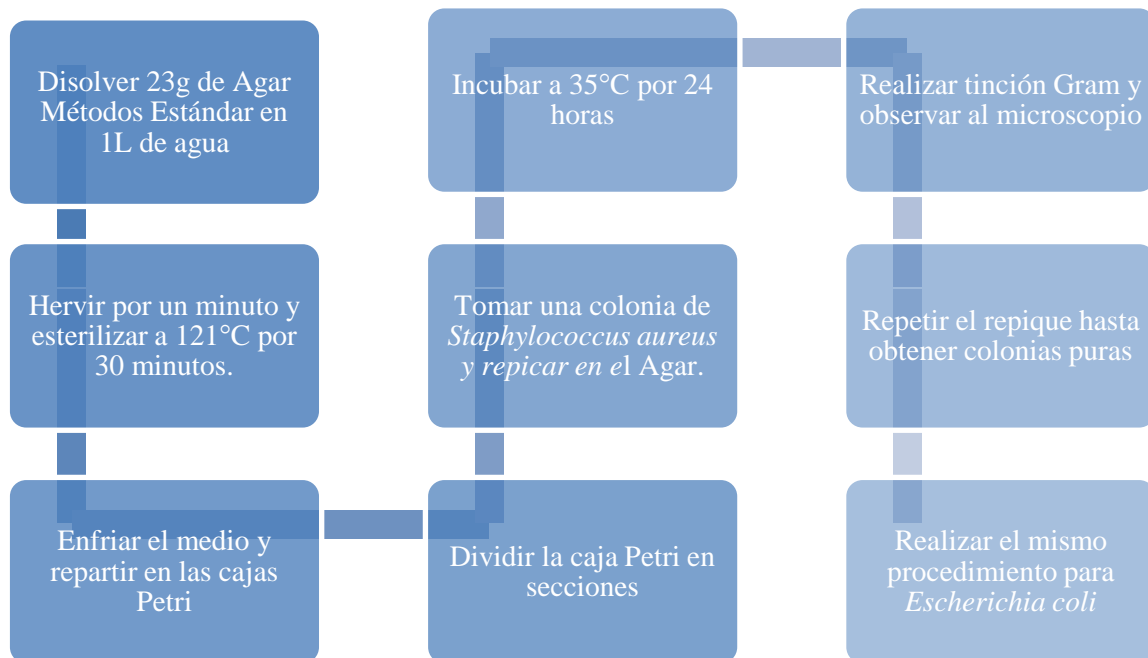 Disolver 23g de Agar
Métodos Estándar en
1L de agua
Hervir por un minuto y
esterilizar a 121°C por
30 minutos.
Enfriar el medio y
repartir en las cajas
Petri
Dividir la caja Petri en
secciones
Tomar una colonia de
Staphylococcus aureus
y repicar en el Agar.
Incubar a 35°C por 24
horas
Realizar tinción Gram y
observar al microscopio
Repetir el repique hasta
obtener colonias puras
Realizar el mismo
procedimiento para
Escherichia coli